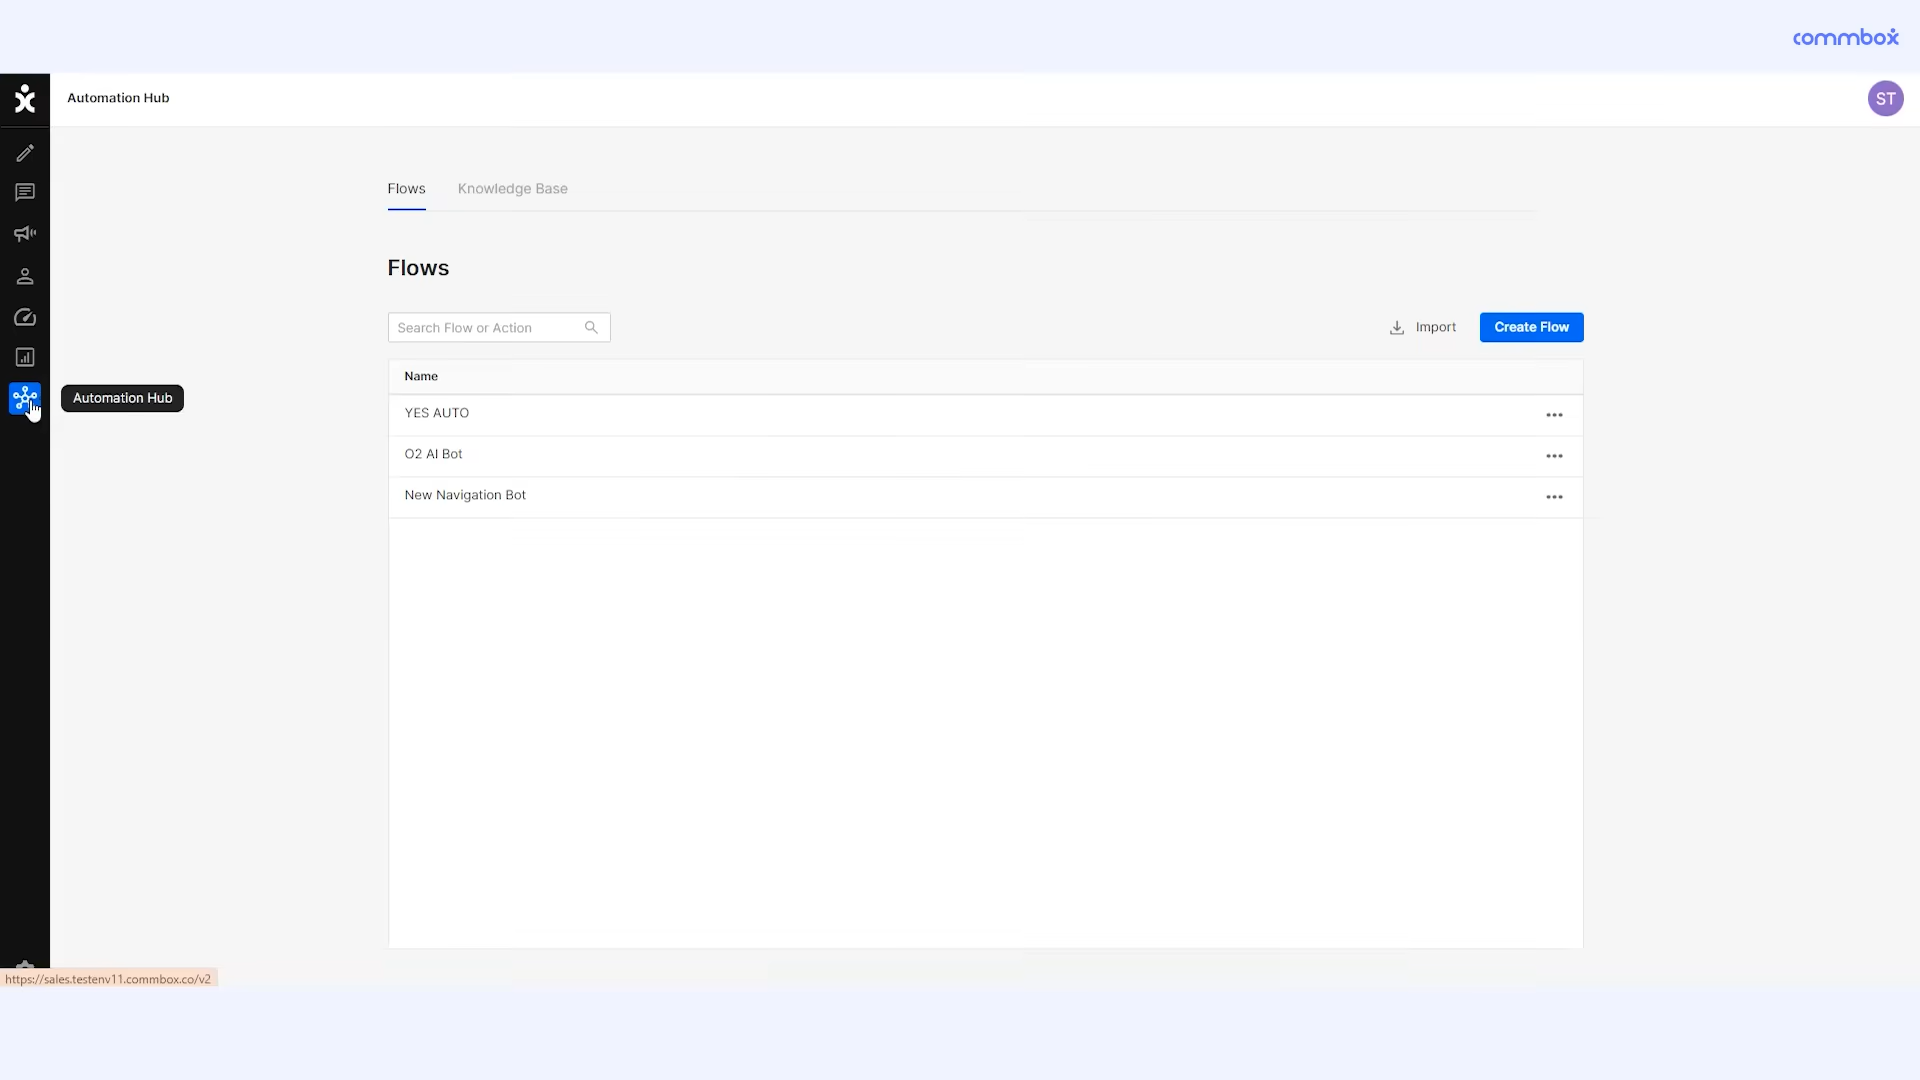 commbox
Automation Hub
ST
Flows
Knowledge Base
Flows
Search Flow or Action
Import
Create Flow
Name
YES AUTO
O2 AI Bot
New Navigation Bot
Automation Hub
https://sales.testenv11.commbox.co/v2